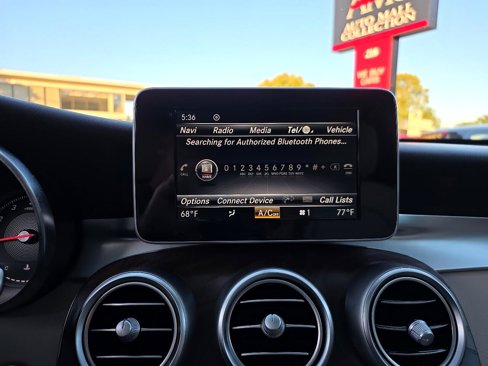 AUTO MALL
COLLECTION
5:36
Navi Radio Media Tel/ Vehicle
Searching for Authorized Bluetooth Phones...
0 1 2 3 4 5 6 7 8 9 * # +
Options Connect Device Call Lists
68°F A/C OFF 1 77°F